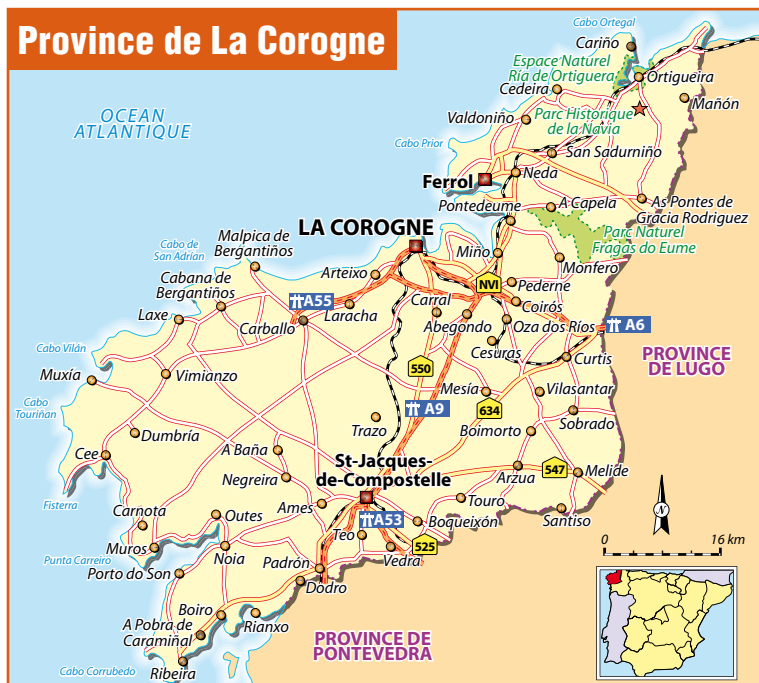 Province de La Corogne
Cabo Ortegal
Cariño
Espace Naturel
Ría de Ortiguera
Ortigueira
Cedeira
Mañón
OCEAN
ATLANTIQUE
Valdoniño
Parc Historique
de la Navia
Cabo Prior
San Sadurniño
Neda
Ferrol
Pontedeume
A Capela
As Pontes de
Gracia Rodriguez
LA COROGNE
Parc Naturel
Fragas do Eume
Malpica de
Bergantiños
Cabo de
San Adrián
Miño
Monfero
Arteixo
Cabana de
Bergantiños
NVI
Pederne
A55
Carral
Coirós
Laxe
Laracha
Carballo
Abegondo
Oza dos Ríos
A6
Cesuras
Cabo Vilán
Curtis
PROVINCE
DE LUGO
550
Muxía
Vimianzo
Mesía
Vilasantar
Cabo
Touriñan
A9
634
Sobrado
Trazo
Boimorto
Dumbría
Cee
A Baña
St-Jacques-
de-Compostelle
547
Negreira
Arzua
Melide
Fisterra
Ames
Touro
Carnota
Outes
A53
Boqueixón
Santiso
N
Teo
Muros
525
0 16 km
Punta Carreiro
Noia
Vedra
Porto do Son
Padrón
Dodro
Boiro
A Pobra de
Caramiñal
Rianxo
PROVINCE DE
PONTEVEDRA
Cabo Corrubedo
Ribeira